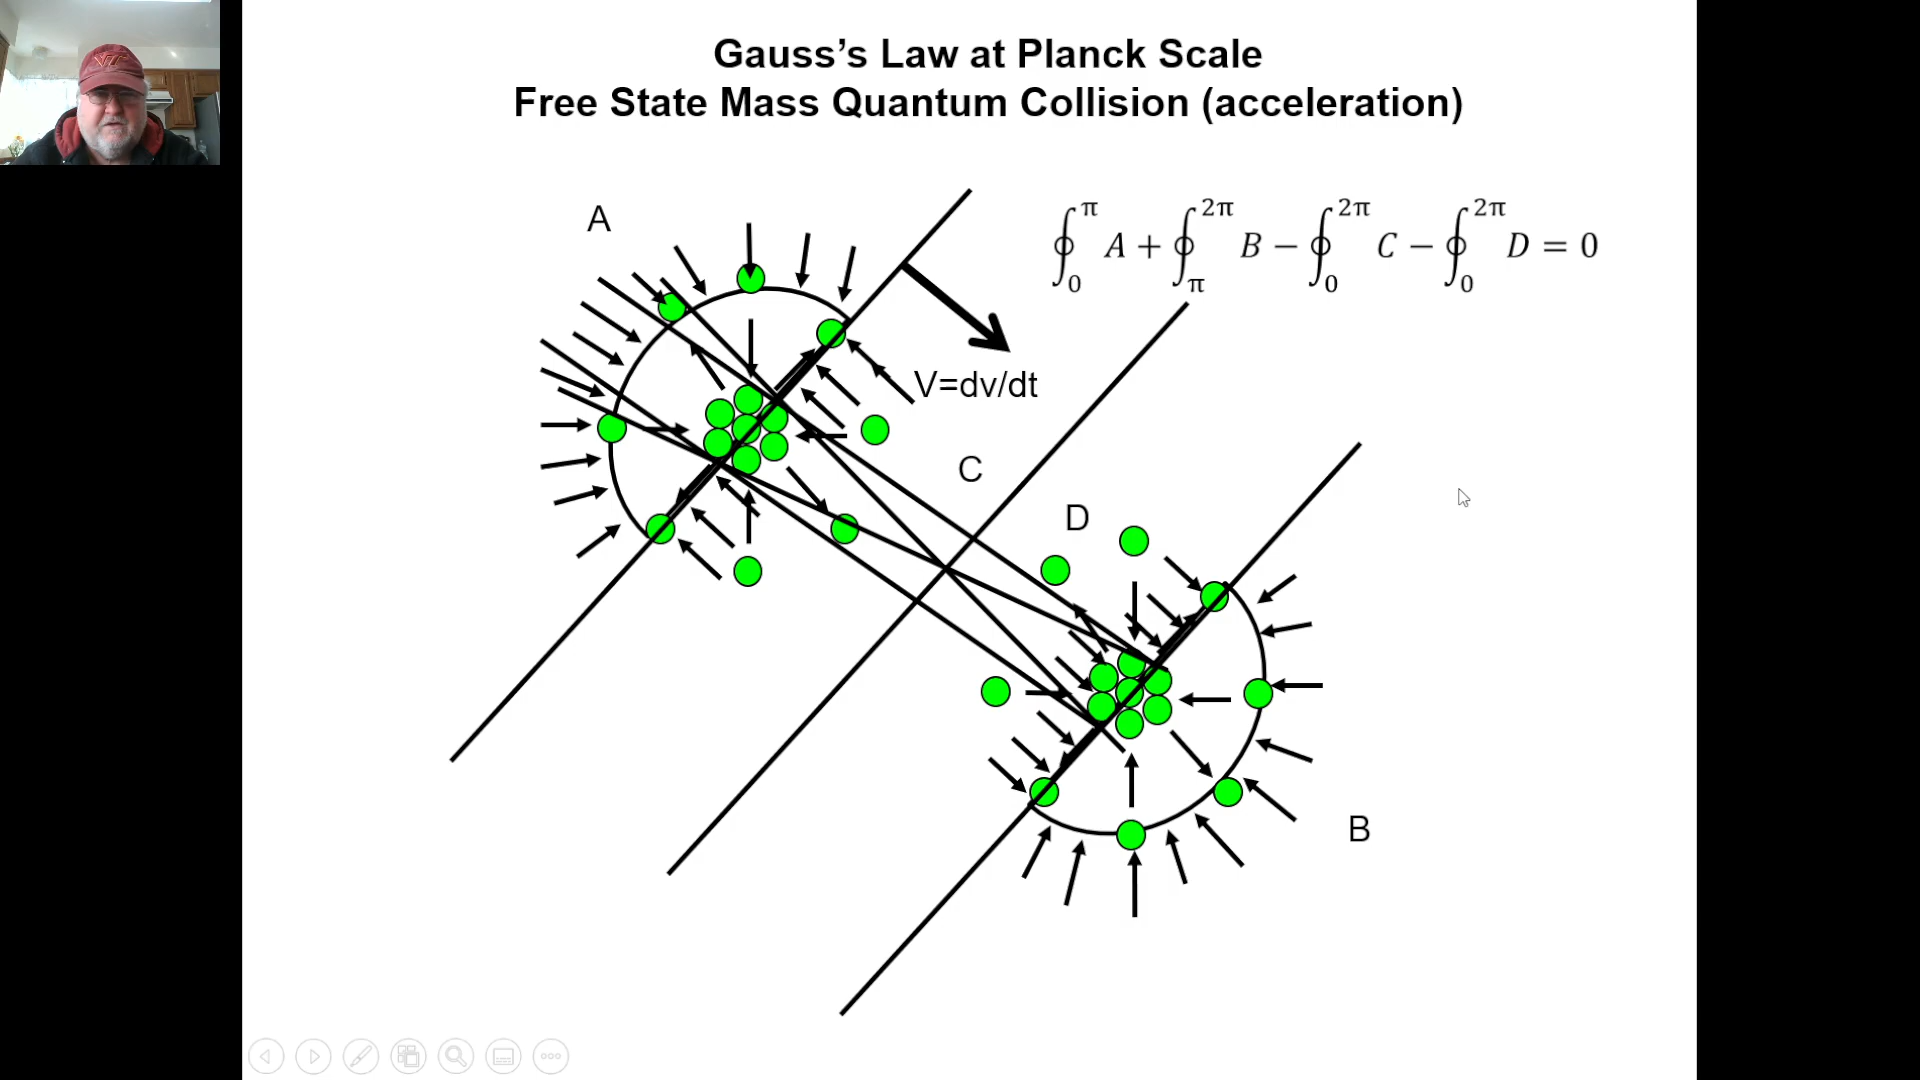 Gauss’s Law at Planck Scale
Free State Mass Quantum Collision (acceleration)
A
∮₀^π A + ∮_π^2π B − ∮₀^2π C − ∮₀^2π D = 0
V=dv/dt
C
D
B
VT